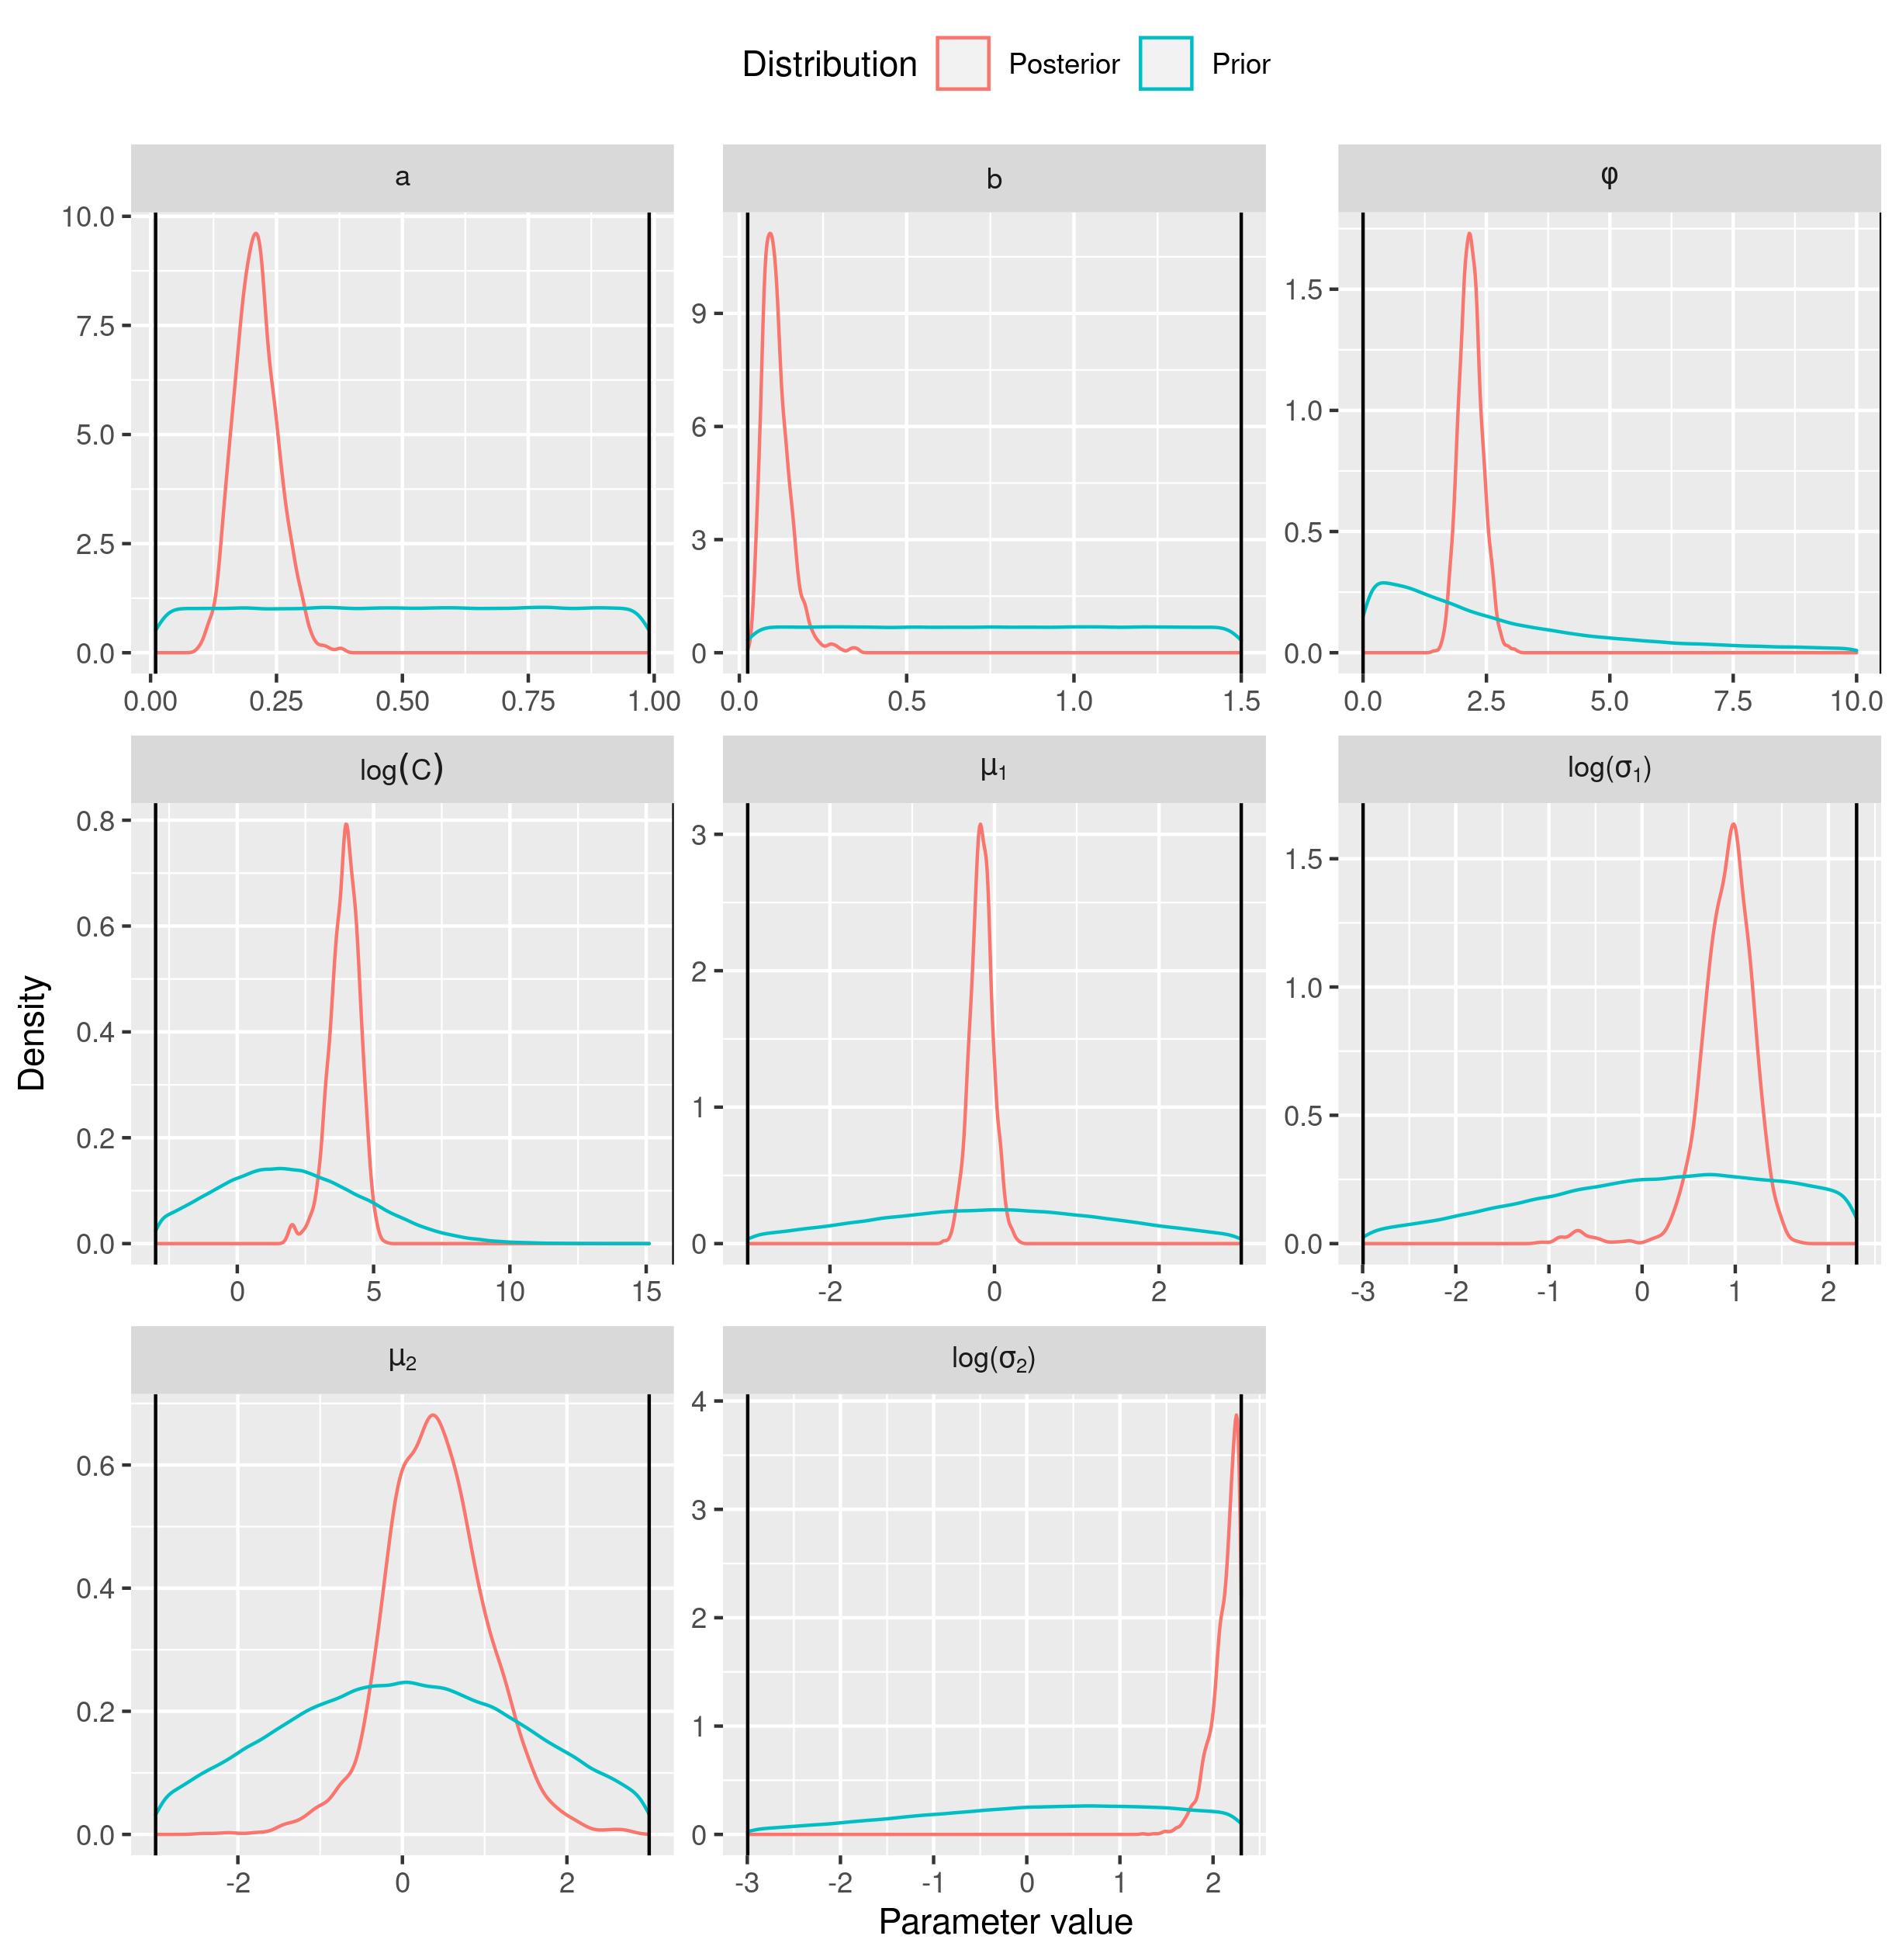 Distribution Posterior Prior
a b φ
10.0
7.5
5.0
2.5
0.0
0.00 0.25 0.50 0.75 1.00
9
6
3
0
0.0 0.5 1.0 1.5
1.5
1.0
0.5
0.0
0.0 2.5 5.0 7.5 10.0
log(C) μ₁ log(σ₁)
0.8
0.6
0.4
0.2
0.0
0 5 10 15
3
2
1
0
-2 0 2
1.5
1.0
0.5
0.0
-3 -2 -1 0 1 2
μ₂ log(σ₂)
0.6
0.4
0.2
0.0
-2 0 2
4
3
2
1
0
-3 -2 -1 0 1 2
Density
Parameter value